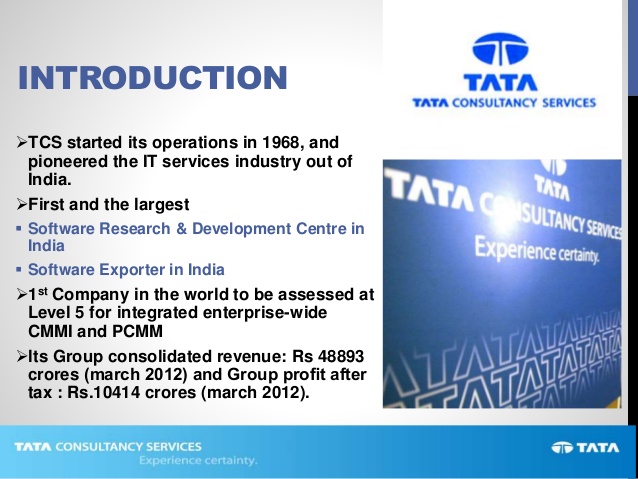 INTRODUCTION
TATA
TATA CONSULTANCY SERVICES
➢TCS started its operations in 1968, and
pioneered the IT services industry out of
India.
➢First and the largest
▪ Software Research & Development Centre in
India
▪ Software Exporter in India
➢1st Company in the world to be assessed at
Level 5 for integrated enterprise-wide
CMMI and PCMM
➢Its Group consolidated revenue: Rs 48893
crores (march 2012) and Group profit after
tax : Rs.10414 crores (march 2012).
TATA
TATA CONSULTANCY SERVICES
Experience certainty.
TATATATATA
TATA CONSULTANCY SERVICES
Experience certainty.
TATA